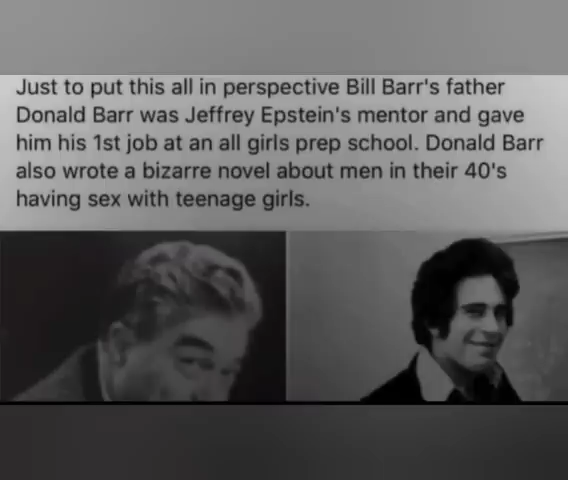 Just to put this all in perspective Bill Barr's father
Donald Barr was Jeffrey Epstein's mentor and gave
him his 1st job at an all girls prep school. Donald Barr
also wrote a bizarre novel about men in their 40's
having sex with teenage girls.